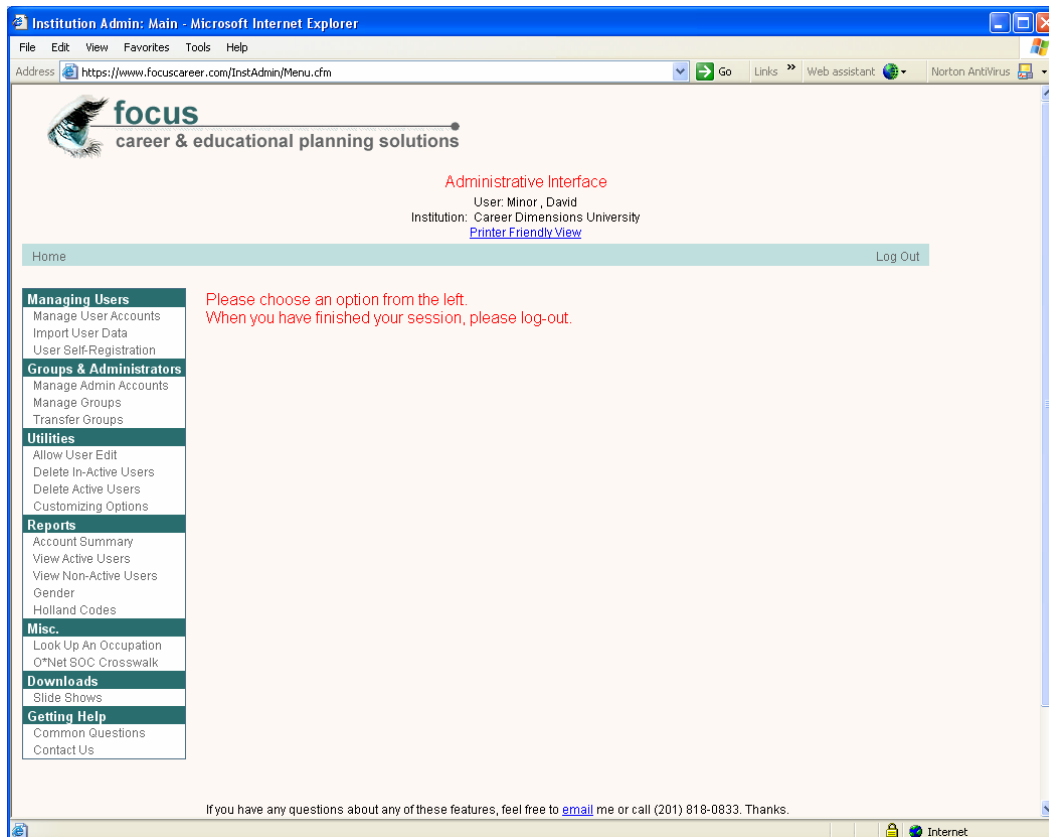 Institution Admin: Main - Microsoft Internet Explorer
File Edit View Favorites Tools Help
Address https://www.focuscareer.com/InstAdmin/Menu.cfm Go Links » Web assistant Norton AntiVirus
focus
career & educational planning solutions
Administrative Interface
User: Minor , David
Institution: Career Dimensions University
Printer Friendly View
Home Log Out
Please choose an option from the left.
When you have finished your session, please log-out.
Managing Users
Manage User Accounts
Import User Data
User Self-Registration
Groups & Administrators
Manage Admin Accounts
Manage Groups
Transfer Groups
Utilities
Allow User Edit
Delete In-Active Users
Delete Active Users
Customizing Options
Reports
Account Summary
View Active Users
View Non-Active Users
Gender
Holland Codes
Misc.
Look Up An Occupation
O*Net SOC Crosswalk
Downloads
Slide Shows
Getting Help
Common Questions
Contact Us
If you have any questions about any of these features, feel free to email me or call (201) 818-0833. Thanks.
Internet